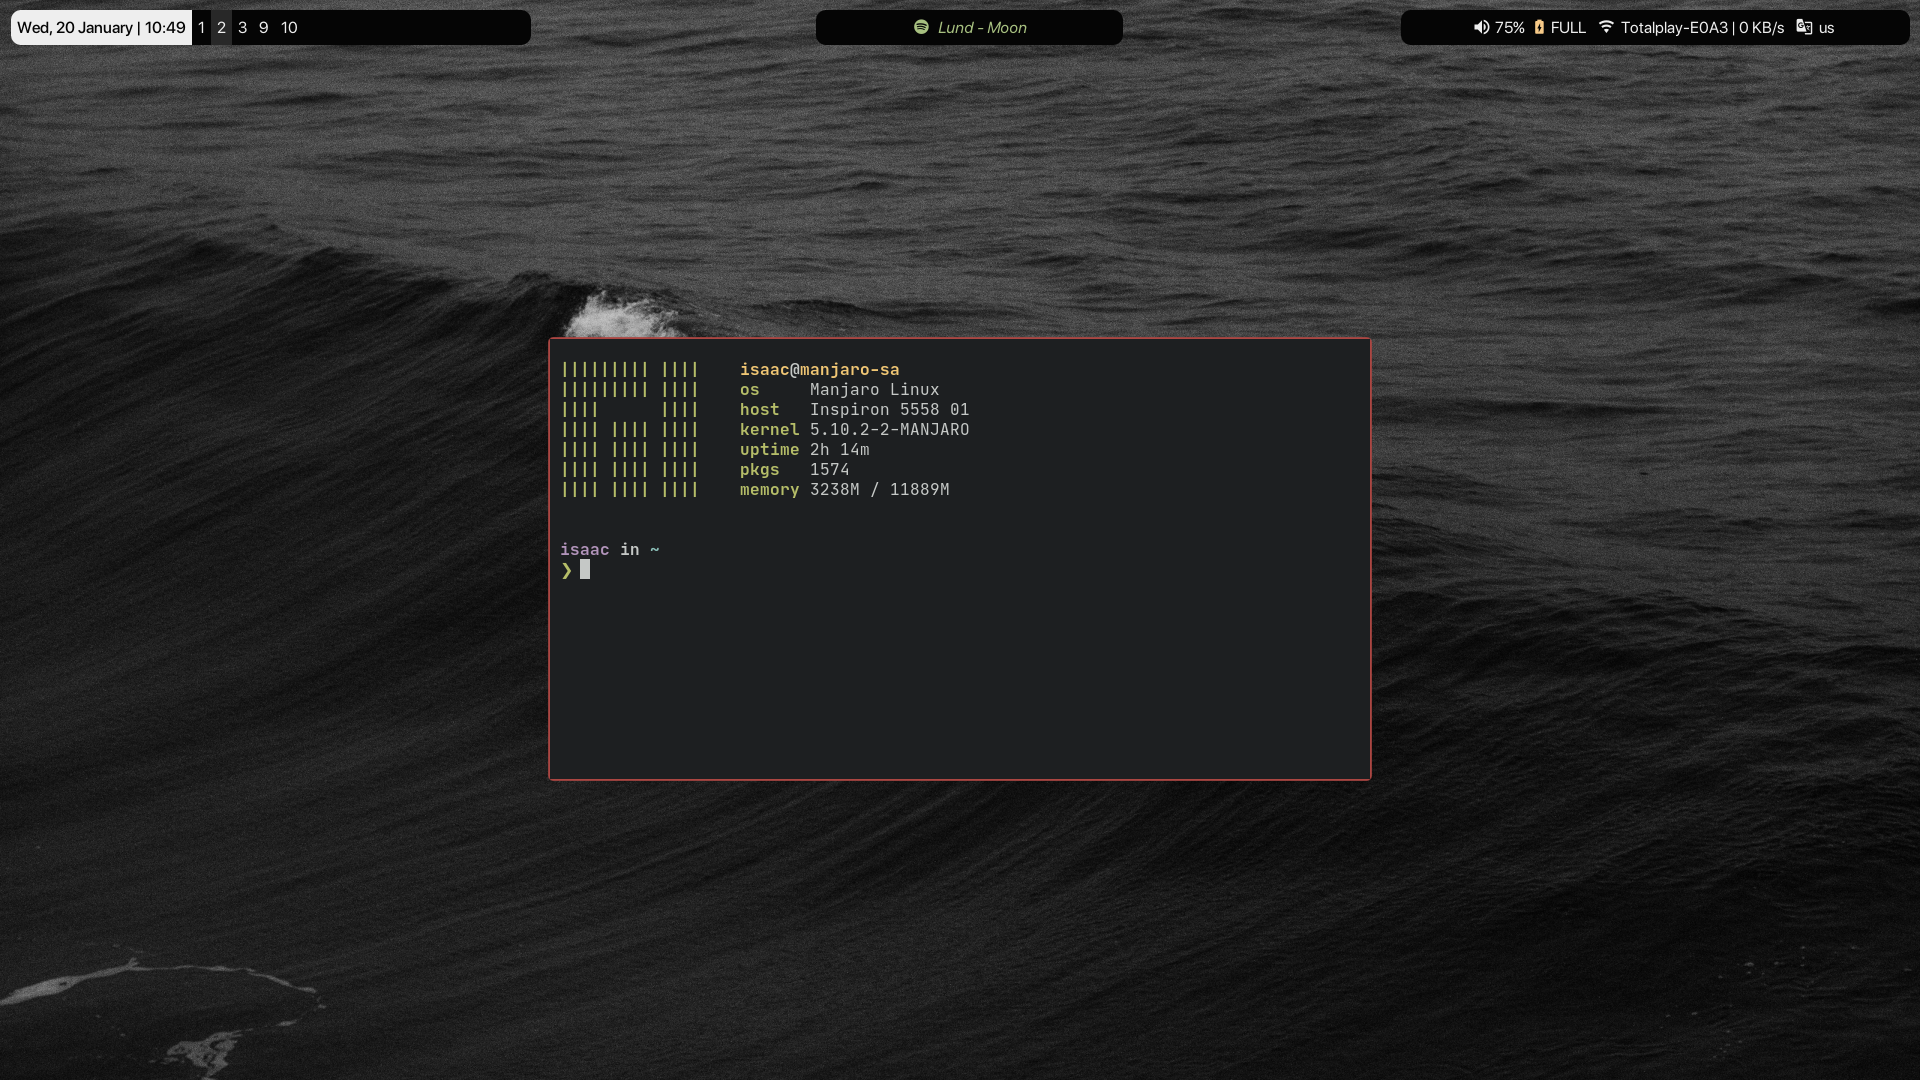 Wed, 20 January | 10:49 1 2 3 9 10
Lund - Moon
75% FULL Totalplay-E0A3 | 0 KB/s us
||||||||| |||| isaac@manjaro-sa
||||||||| |||| os Manjaro Linux
|||| |||| host Inspiron 5558 01
|||| |||| |||| kernel 5.10.2-2-MANJARO
|||| |||| |||| uptime 2h 14m
|||| |||| |||| pkgs 1574
|||| |||| |||| memory 3238M / 11889M
isaac in ~
❯